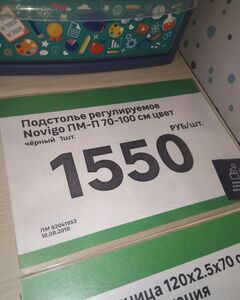 Подстолье регулируемое
Novigo ПМ-П 70-100 см цвет
чёрный 1шт.
1550
РУБ/шт.
ЛМ 82041953
18.08.2019
ница 120x2.5x70 с